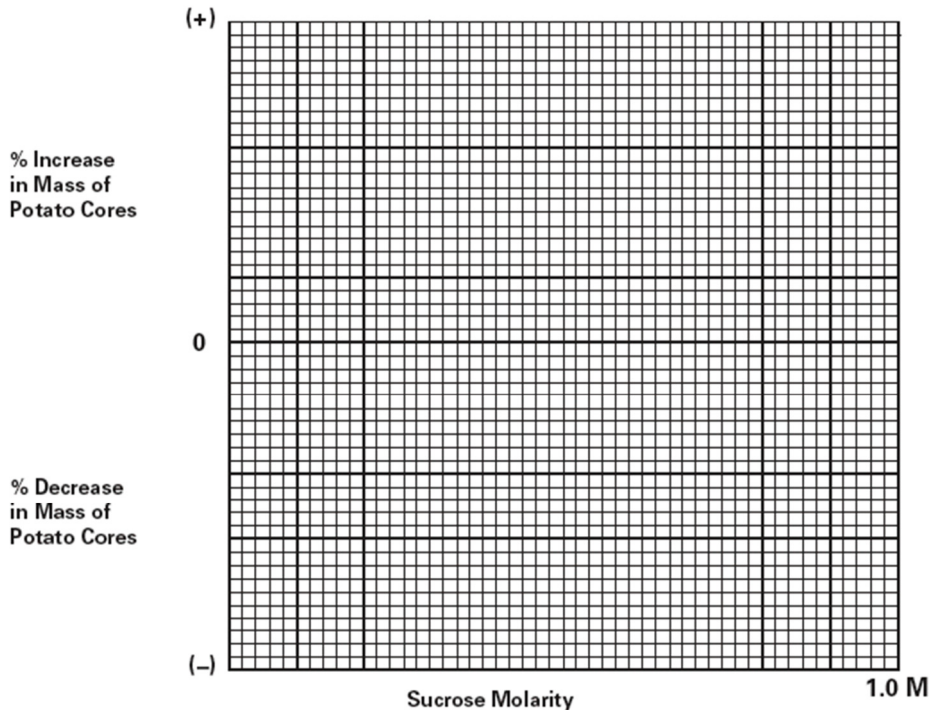 (+)
% Increase
in Mass of
Potato Cores
0
% Decrease
in Mass of
Potato Cores
(–)
1.0 M
Sucrose Molarity